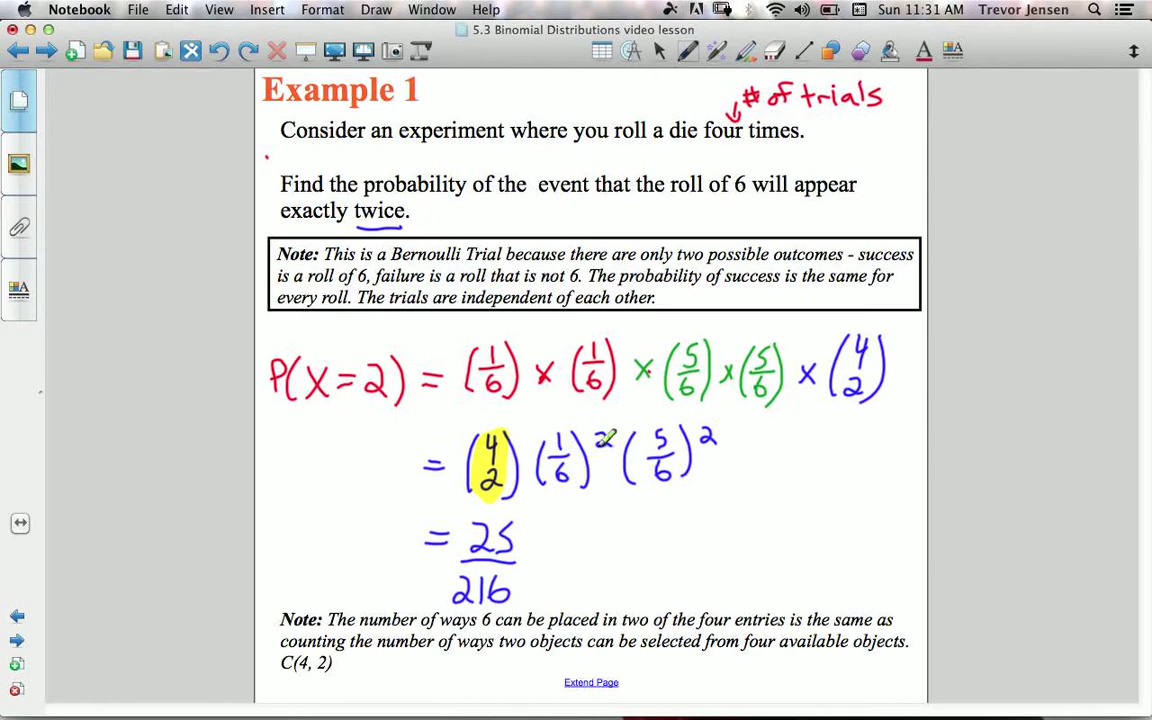 Notebook File Edit View Insert Format Draw Window Help Sun 11:31 AM Trevor Jensen
5.3 Binomial Distributions video lesson
Example 1
# of trials
Consider an experiment where you roll a die four times.
Find the probability of the event that the roll of 6 will appear
exactly twice.
Note: This is a Bernoulli Trial because there are only two possible outcomes - success
is a roll of 6, failure is a roll that is not 6. The probability of success is the same for
every roll. The trials are independent of each other.
P(X=2) = (1/6) × (1/6) × (5/6) × (5/6) × (4 2)
= (4 2) (1/6)² (5/6)²
= 25/216
Note: The number of ways 6 can be placed in two of the four entries is the same as
counting the number of ways two objects can be selected from four available objects.
C(4, 2)
Extend Page